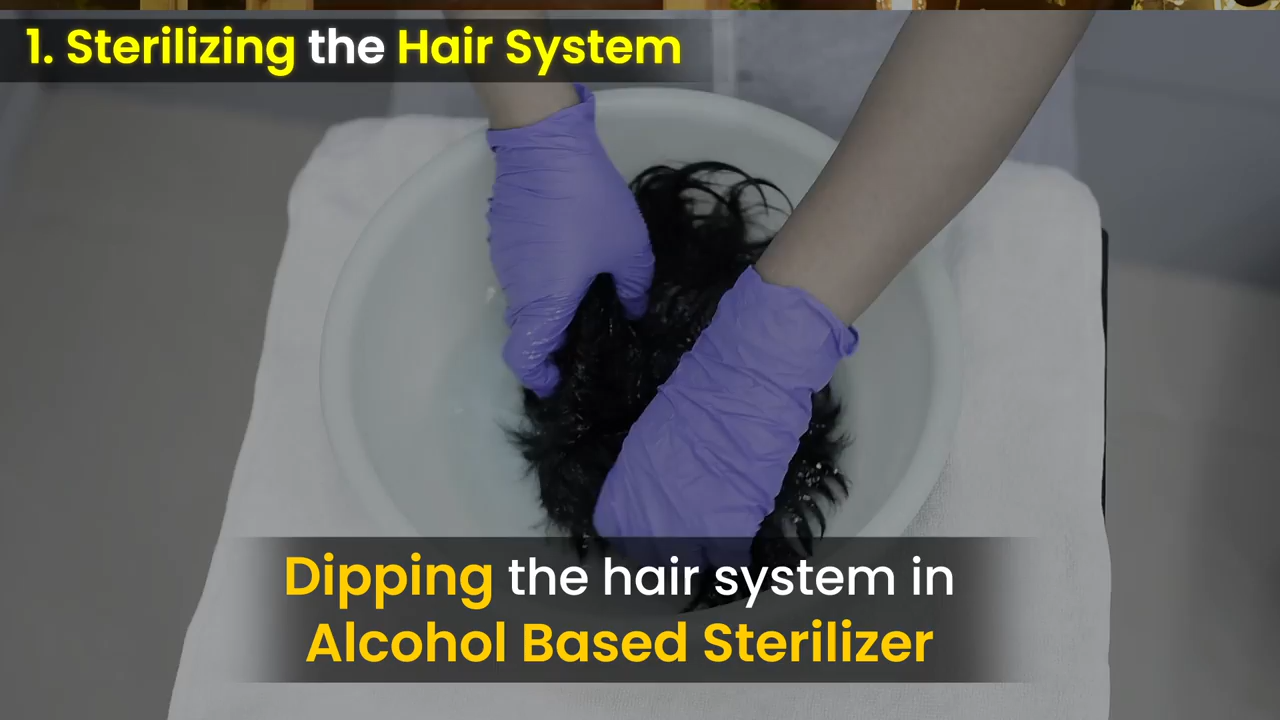 1. Sterilizing the Hair System
Dipping the hair system in
Alcohol Based Sterilizer